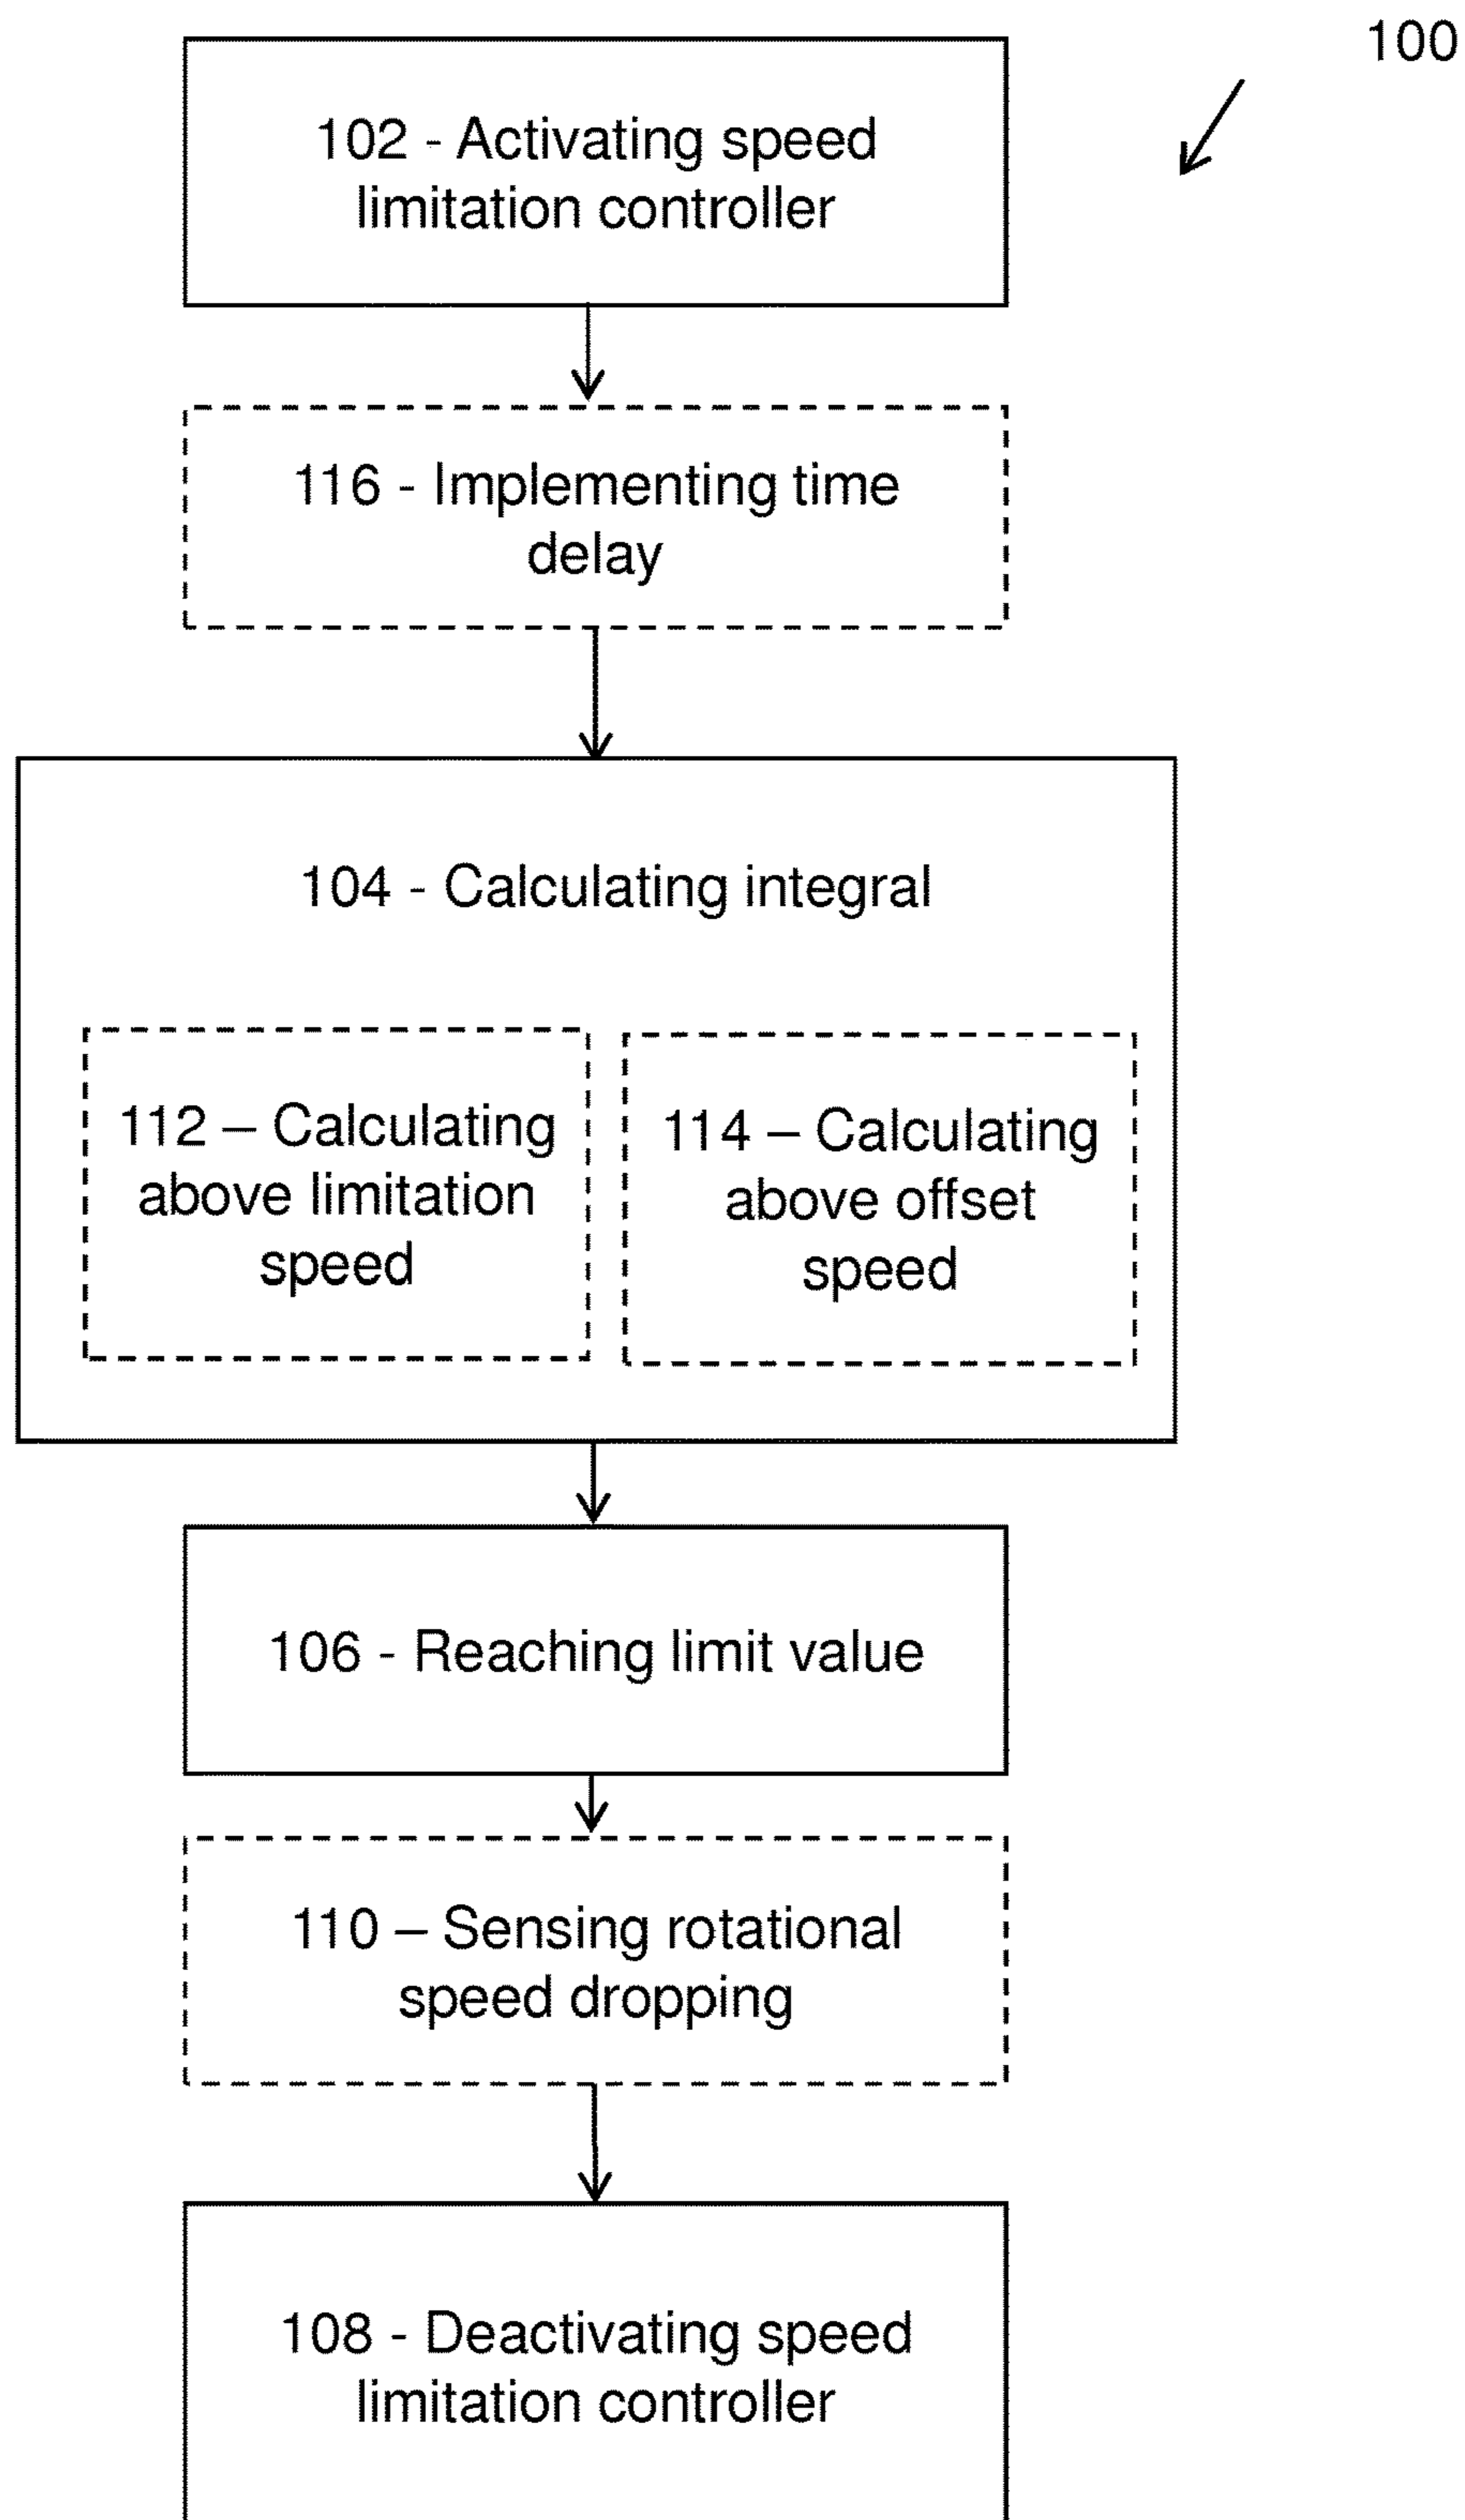 100
102 - Activating speed
limitation controller
116 - Implementing time
delay
104 - Calculating integral
112 – Calculating
above limitation
speed
114 – Calculating
above offset
speed
106 - Reaching limit value
110 – Sensing rotational
speed dropping
108 - Deactivating speed
limitation controller